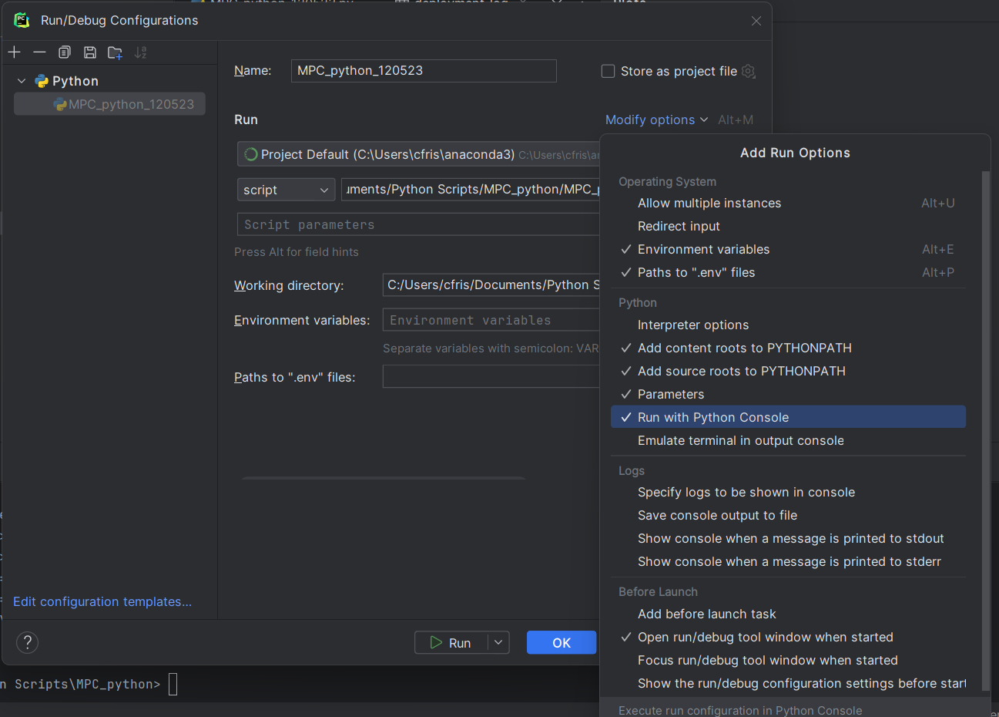 Run/Debug Configurations
Python
MPC_python_120523
Name:
MPC_python_120523
Store as project file
Run
Modify options
Alt+M
Project Default (C:\Users\cfris\anaconda3)
script
Python Scripts/MPC_python/
Script parameters
Press Alt for field hints
Working directory:
C:/Users/cfris/Documents/Python
Environment variables:
Environment variables
Separate variables with semicolon: VAR
Paths to ".env" files:
Edit configuration templates...
?
Run
OK
Scripts\MPC_python>
Add Run Options
Operating System
Allow multiple instances Alt+U
Redirect input
Environment variables Alt+E
Paths to ".env" files Alt+P
Python
Interpreter options
Add content roots to PYTHONPATH
Add source roots to PYTHONPATH
Parameters
Run with Python Console
Emulate terminal in output console
Logs
Specify logs to be shown in console
Save console output to file
Show console when a message is printed to stdout
Show console when a message is printed to stderr
Before Launch
Add before launch task
Open run/debug tool window when started
Focus run/debug tool window when started
Show the run/debug configuration settings before start
Execute run configuration in Python Console